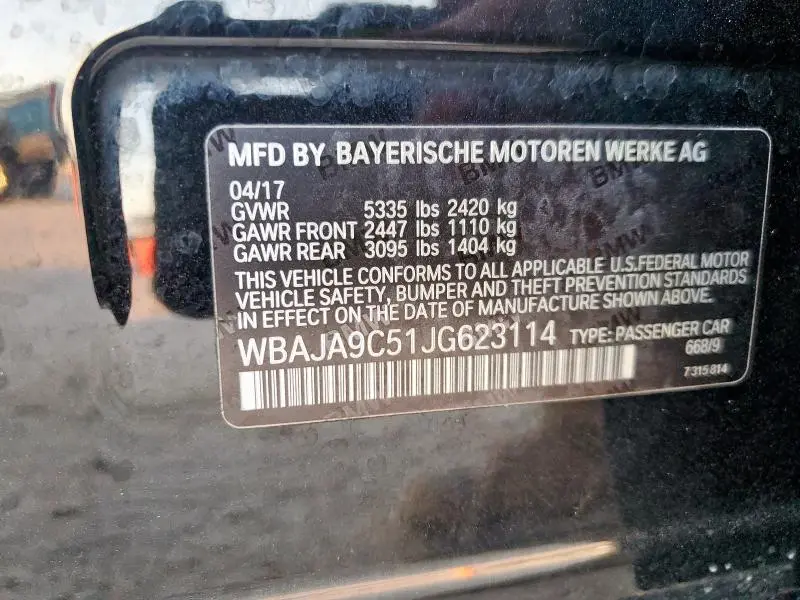 MFD BY BAYERISCHE MOTOREN WERKE AG
04/17
GVWR 5335 lbs 2420 kg
GAWR FRONT 2447 lbs 1110 kg
GAWR REAR 3095 lbs 1404 kg
THIS VEHICLE CONFORMS TO ALL APPLICABLE U.S.FEDERAL MOTOR
VEHICLE SAFETY, BUMPER AND THEFT PREVENTION STANDARDS
IN EFFECT ON THE DATE OF MANUFACTURE SHOWN ABOVE.
WBAJA9C51JG623114 TYPE: PASSENGER CAR
668/9
7315814